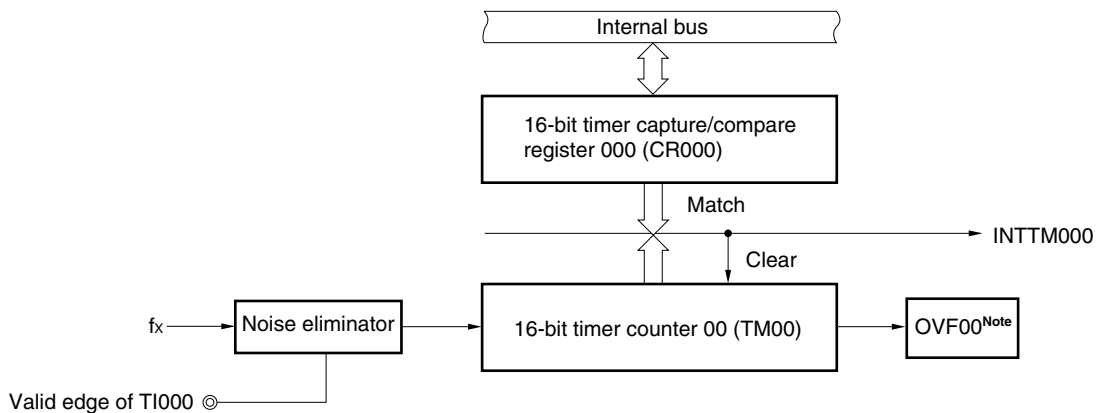 Internal bus
16-bit timer capture/compare
register 000 (CR000)
Match
INTTM000
Clear
fx
Noise eliminator
16-bit timer counter 00 (TM00)
OVF00Note
Valid edge of TI000